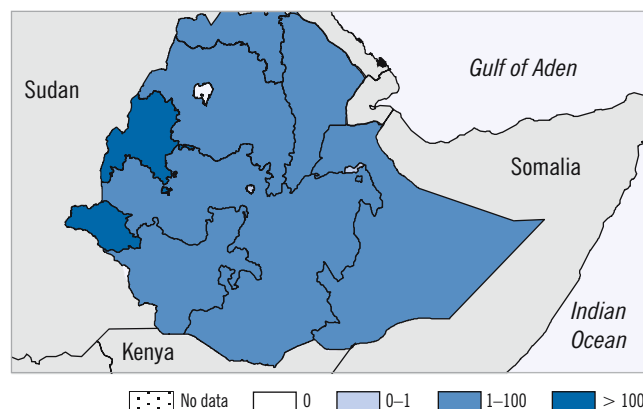 Gulf of Aden
Sudan
Somalia
Indian
Ocean
Kenya
No data 0 0–1 1–100 > 100